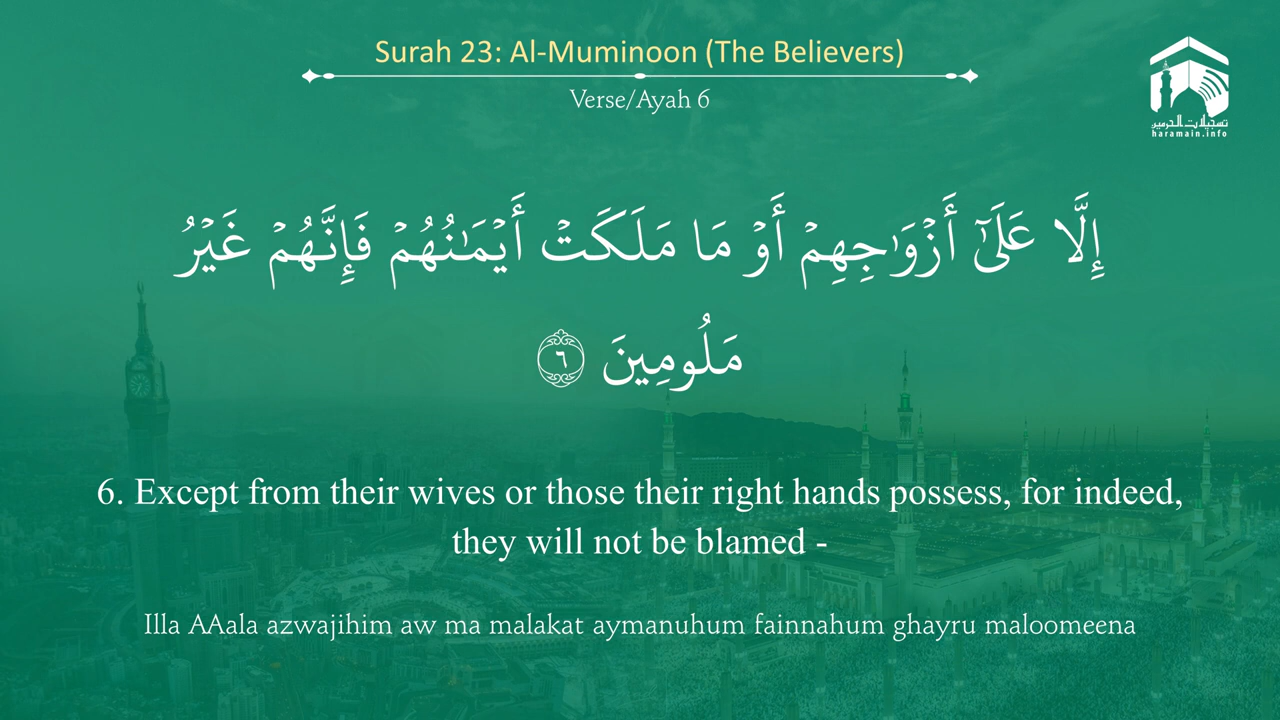 Surah 23: Al-Muminoon (The Believers)
Verse/Ayah 6
تسجيلات الحرمين
haramain.info
إِلَّا عَلَىٰٓ أَزْوَٰجِهِمْ أَوْ مَا مَلَكَتْ أَيْمَـٰنُهُمْ فَإِنَّهُمْ غَيْرُ
مَلُومِينَ ٦
6. Except from their wives or those their right hands possess, for indeed,
they will not be blamed -
Illa AAala azwajihim aw ma malakat aymanuhum fainnahum ghayru maloomeena